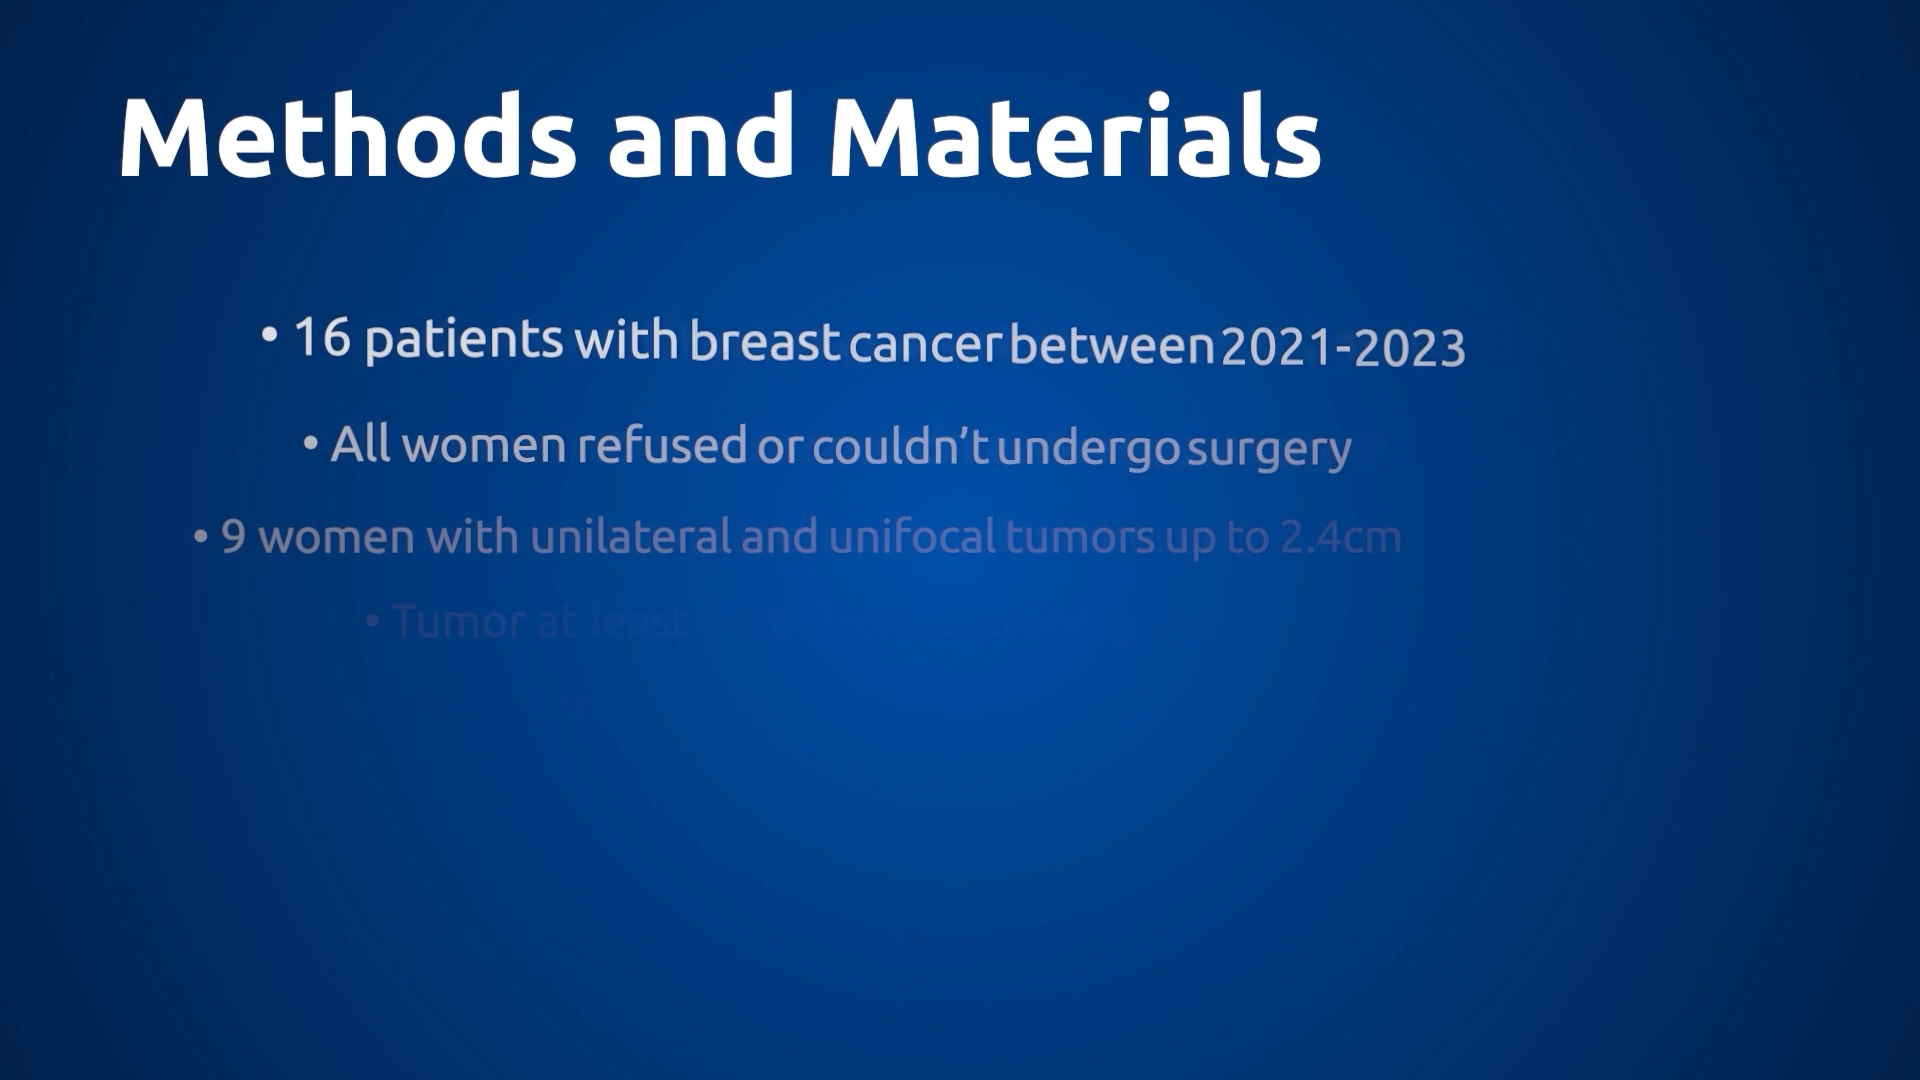 Methods and Materials
• 16 patients with breast cancer between 2021-2023
• All women refused or couldn’t undergo surgery
• 9 women with unilateral and unifocal tumors up to 2.4cm
• Tumor at least